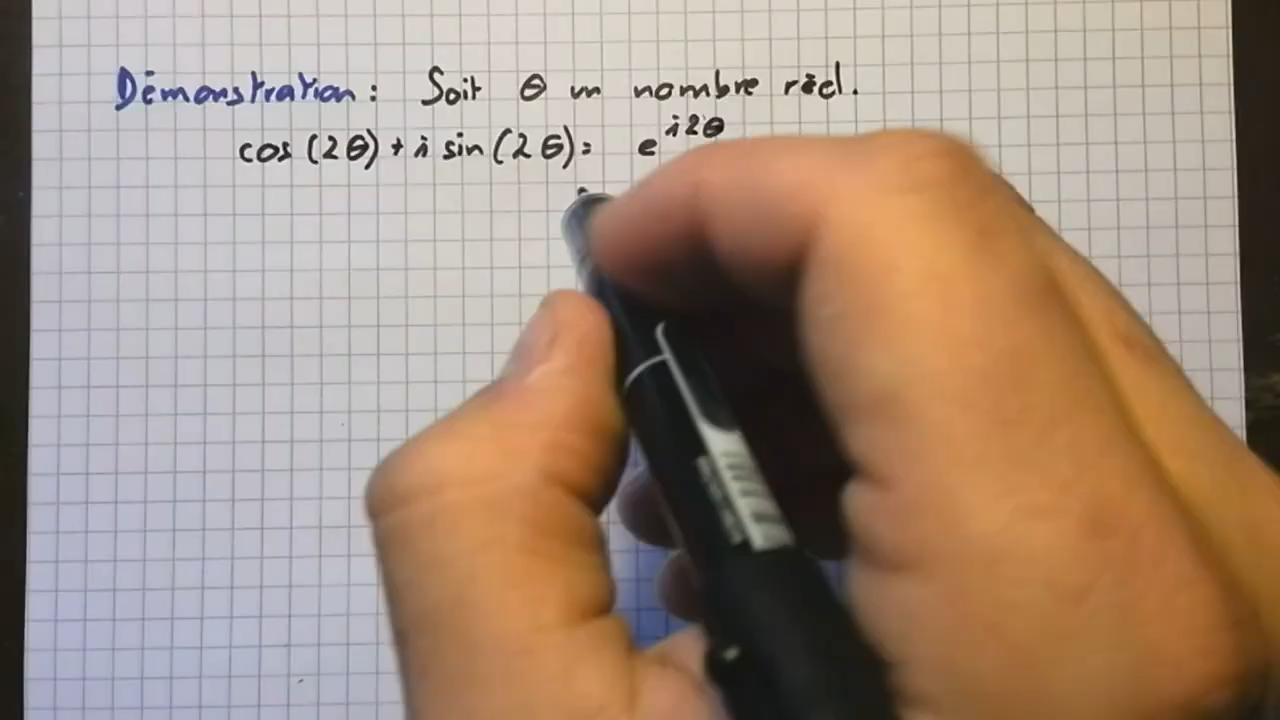 Démonstration : Soit θ un nombre réel.
cos (2θ) + i sin (2θ) = e^{i2θ}